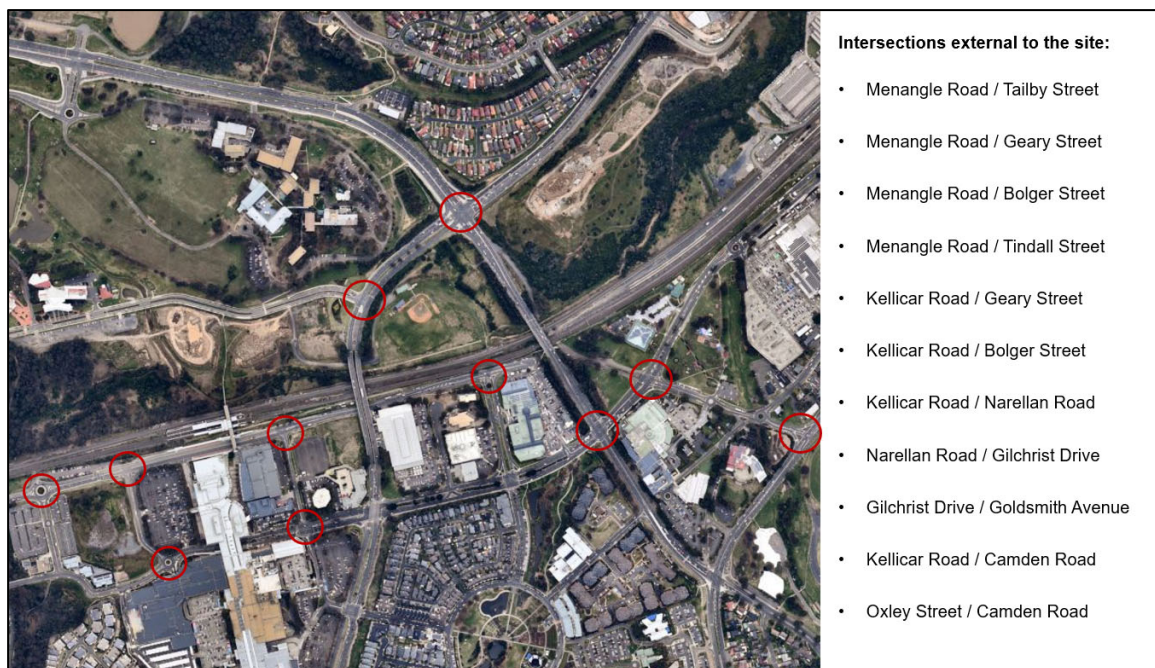 Intersections external to the site:
• Menangle Road / Tailby Street
• Menangle Road / Geary Street
• Menangle Road / Bolger Street
• Menangle Road / Tindall Street
• Kellicar Road / Geary Street
• Kellicar Road / Bolger Street
• Kellicar Road / Narellan Road
• Narellan Road / Gilchrist Drive
• Gilchrist Drive / Goldsmith Avenue
• Kellicar Road / Camden Road
• Oxley Street / Camden Road